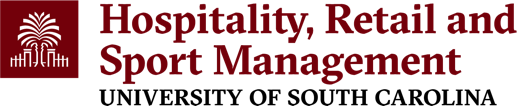 Hospitality, Retail and
Sport Management
UNIVERSITY OF SOUTH CAROLINA